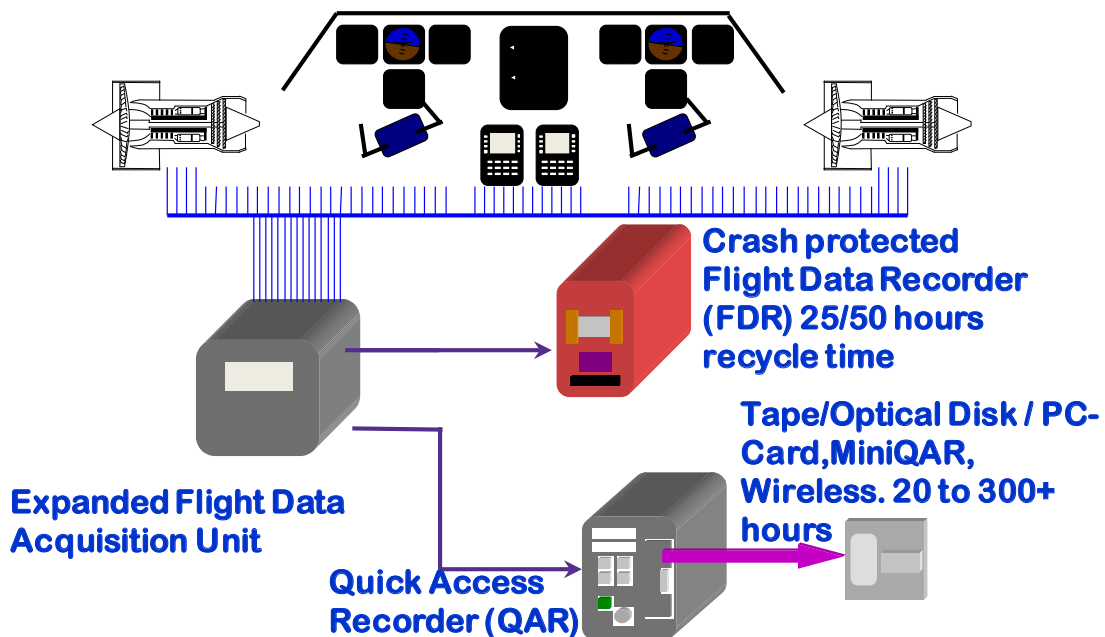 Crash protected
Flight Data Recorder
(FDR) 25/50 hours
recycle time
Tape/Optical Disk / PC-
Card,MiniQAR,
Wireless. 20 to 300+
hours
Expanded Flight Data
Acquisition Unit
Quick Access
Recorder (QAR)